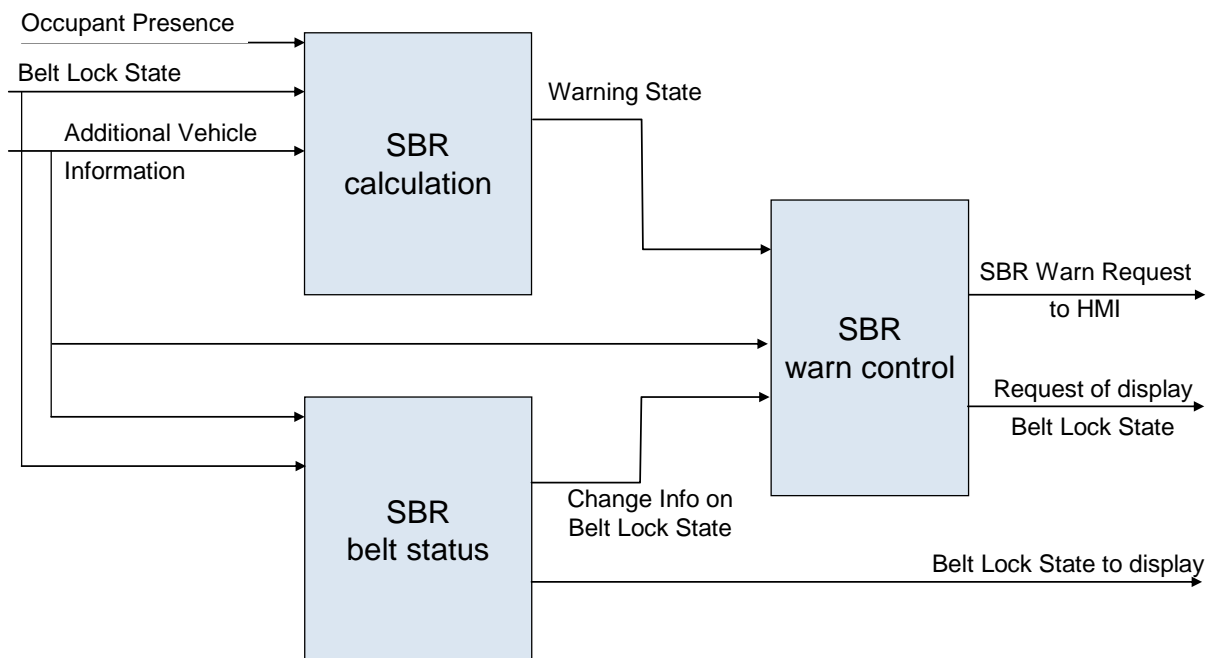 Occupant Presence
Belt Lock State
Additional Vehicle
Information
SBR
calculation
Warning State
SBR
warn control
SBR Warn Request
to HMI
Request of display
Belt Lock State
SBR
belt status
Change Info on
Belt Lock State
Belt Lock State to display